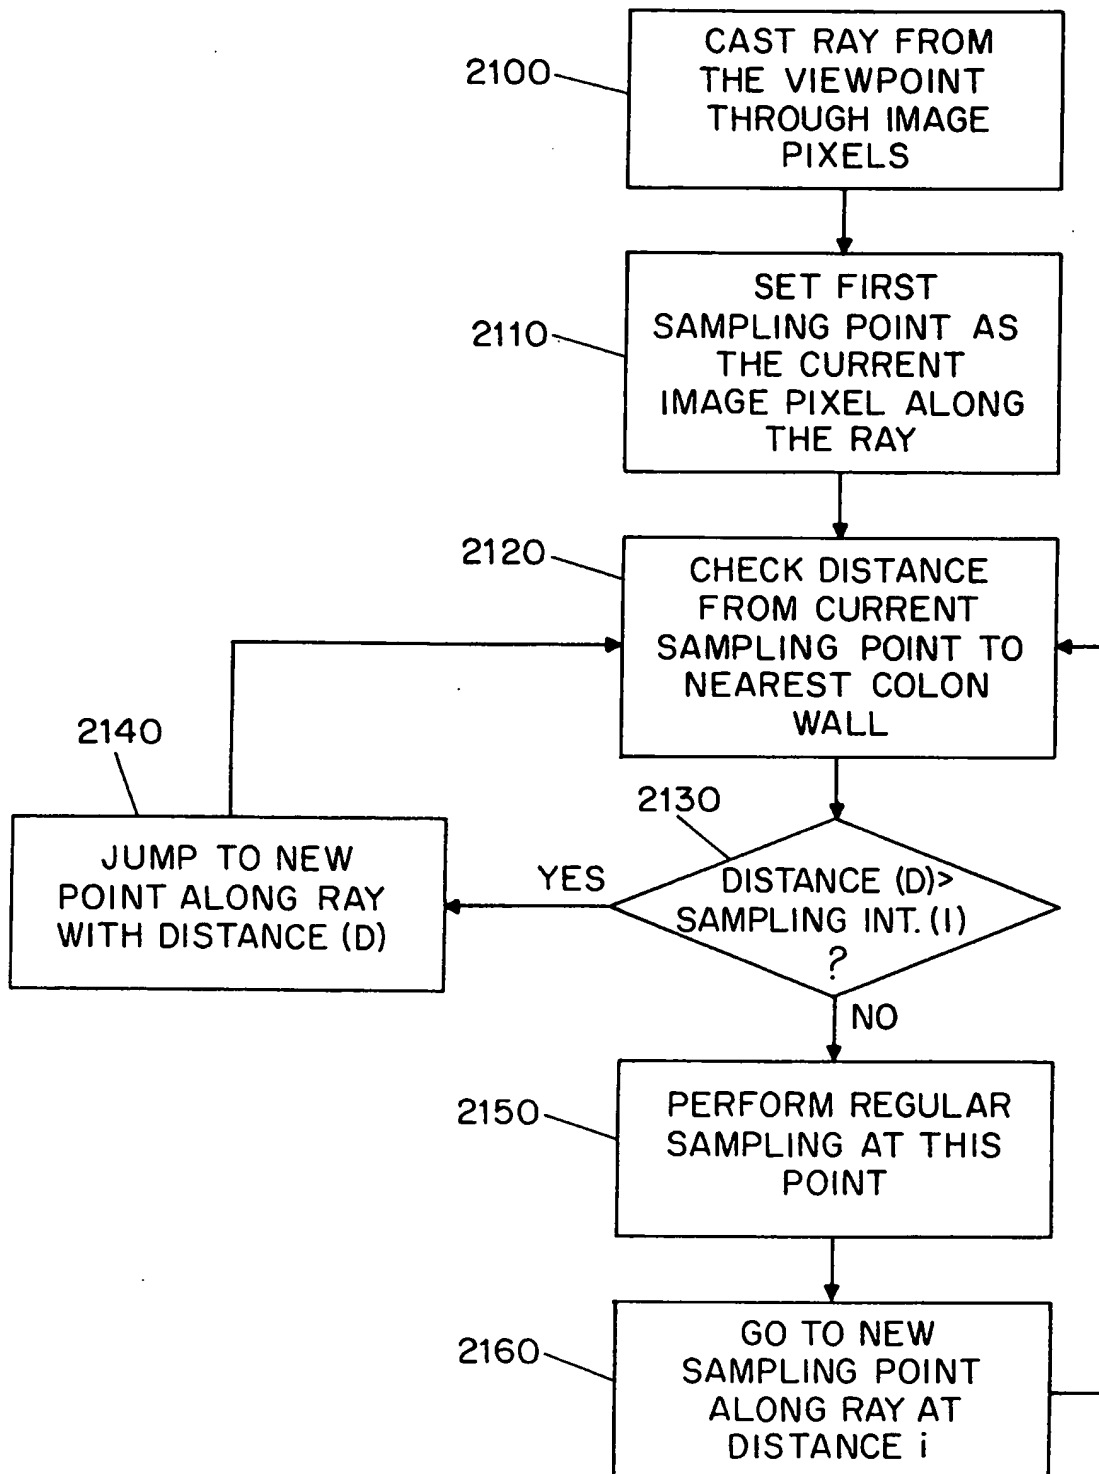 2100
CAST RAY FROM
THE VIEWPOINT
THROUGH IMAGE
PIXELS
2110
SET FIRST
SAMPLING POINT AS
THE CURRENT
IMAGE PIXEL ALONG
THE RAY
2120
CHECK DISTANCE
FROM CURRENT
SAMPLING POINT TO
NEAREST COLON
WALL
2130
DISTANCE (D)>
SAMPLING INT. (I)
?
YES
NO
2140
JUMP TO NEW
POINT ALONG RAY
WITH DISTANCE (D)
2150
PERFORM REGULAR
SAMPLING AT THIS
POINT
2160
GO TO NEW
SAMPLING POINT
ALONG RAY AT
DISTANCE i